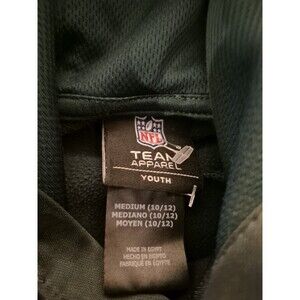 NFL
TEAM
APPAREL
YOUTH
MEDIUM (10/12)
MEDIANO (10/12)
MOYEN (10/12)
MADE IN EGYPT
HECHO EN EGIPTO
FABRIQUÉ EN EGYPTE